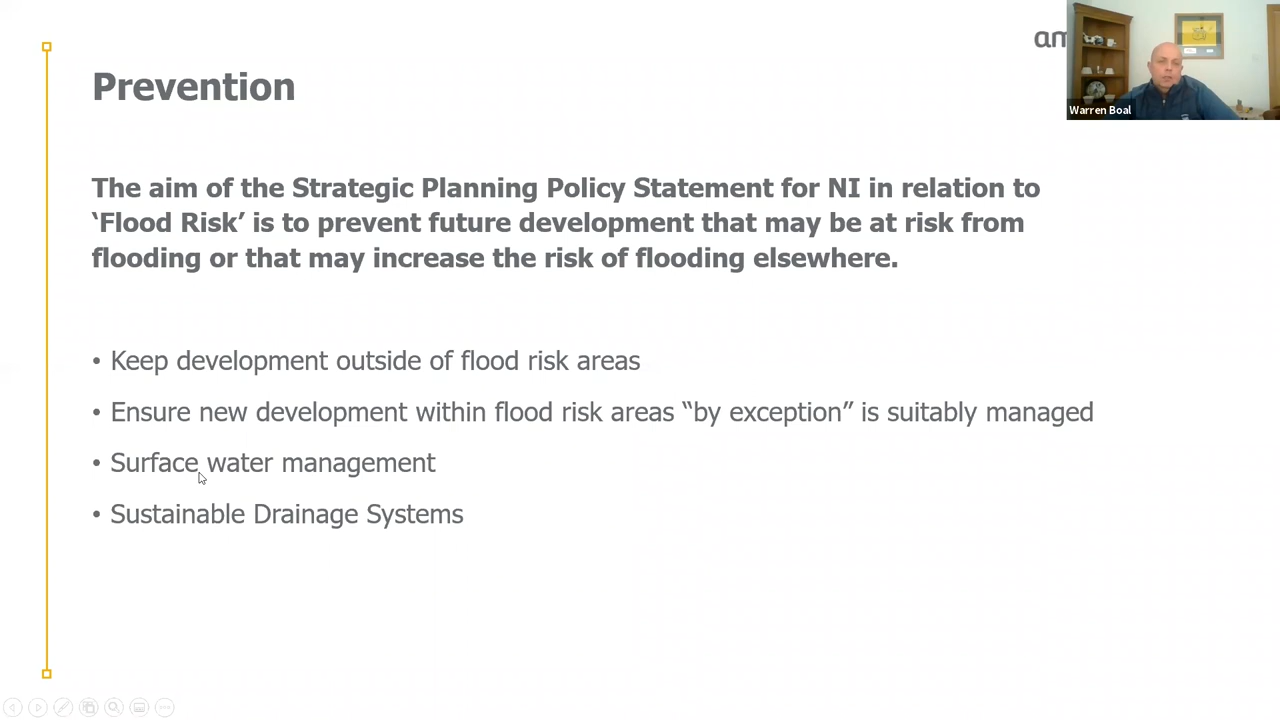 Prevention
The aim of the Strategic Planning Policy Statement for NI in relation to
‘Flood Risk’ is to prevent future development that may be at risk from
flooding or that may increase the risk of flooding elsewhere.
• Keep development outside of flood risk areas
• Ensure new development within flood risk areas “by exception” is suitably managed
• Surface water management
• Sustainable Drainage Systems
Warren Boal